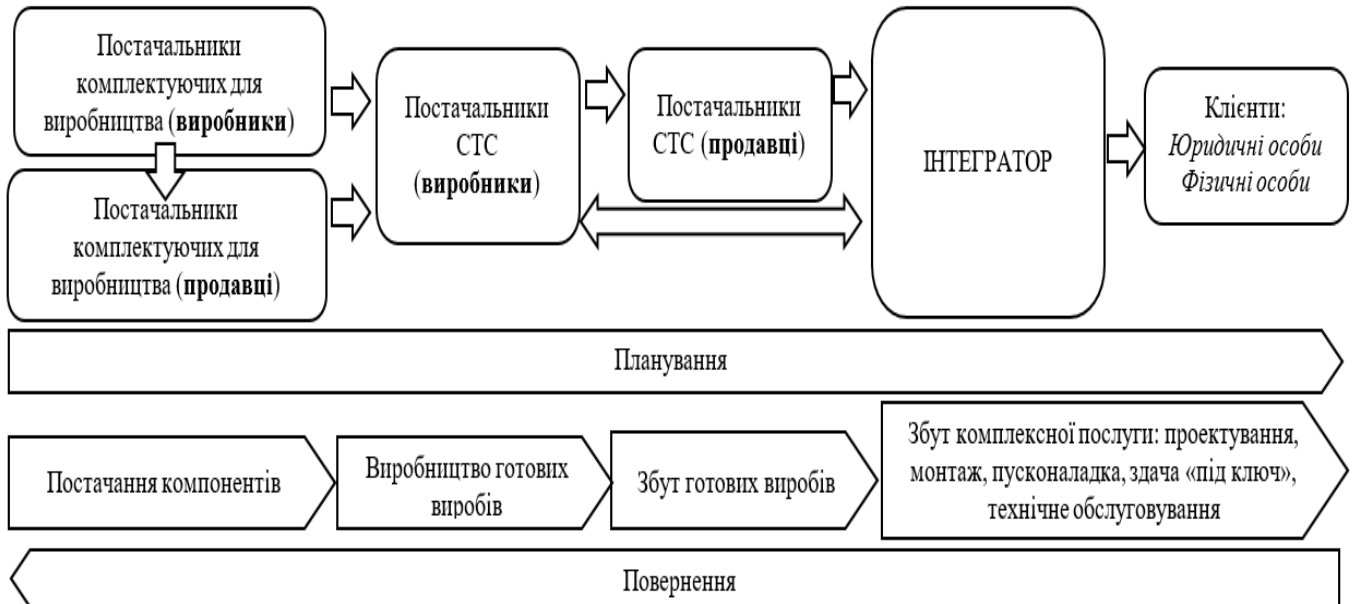 Постачальники
комплектуючих для
виробництва (виробники)
Постачальники
комплектуючих для
виробництва (продавці)
Постачальники
СТС
(виробники)
Постачальники
СТС (продавці)
ІНТЕГРАТОР
Клієнти:
Юридичні особи
Фізичні особи
Планування
Постачання компонентів
Виробництво готових
виробів
Збут готових виробів
Збут комплексної послуги: проектування,
монтаж, пусконаладка, здача «під ключ»,
технічне обслуговування
Повернення